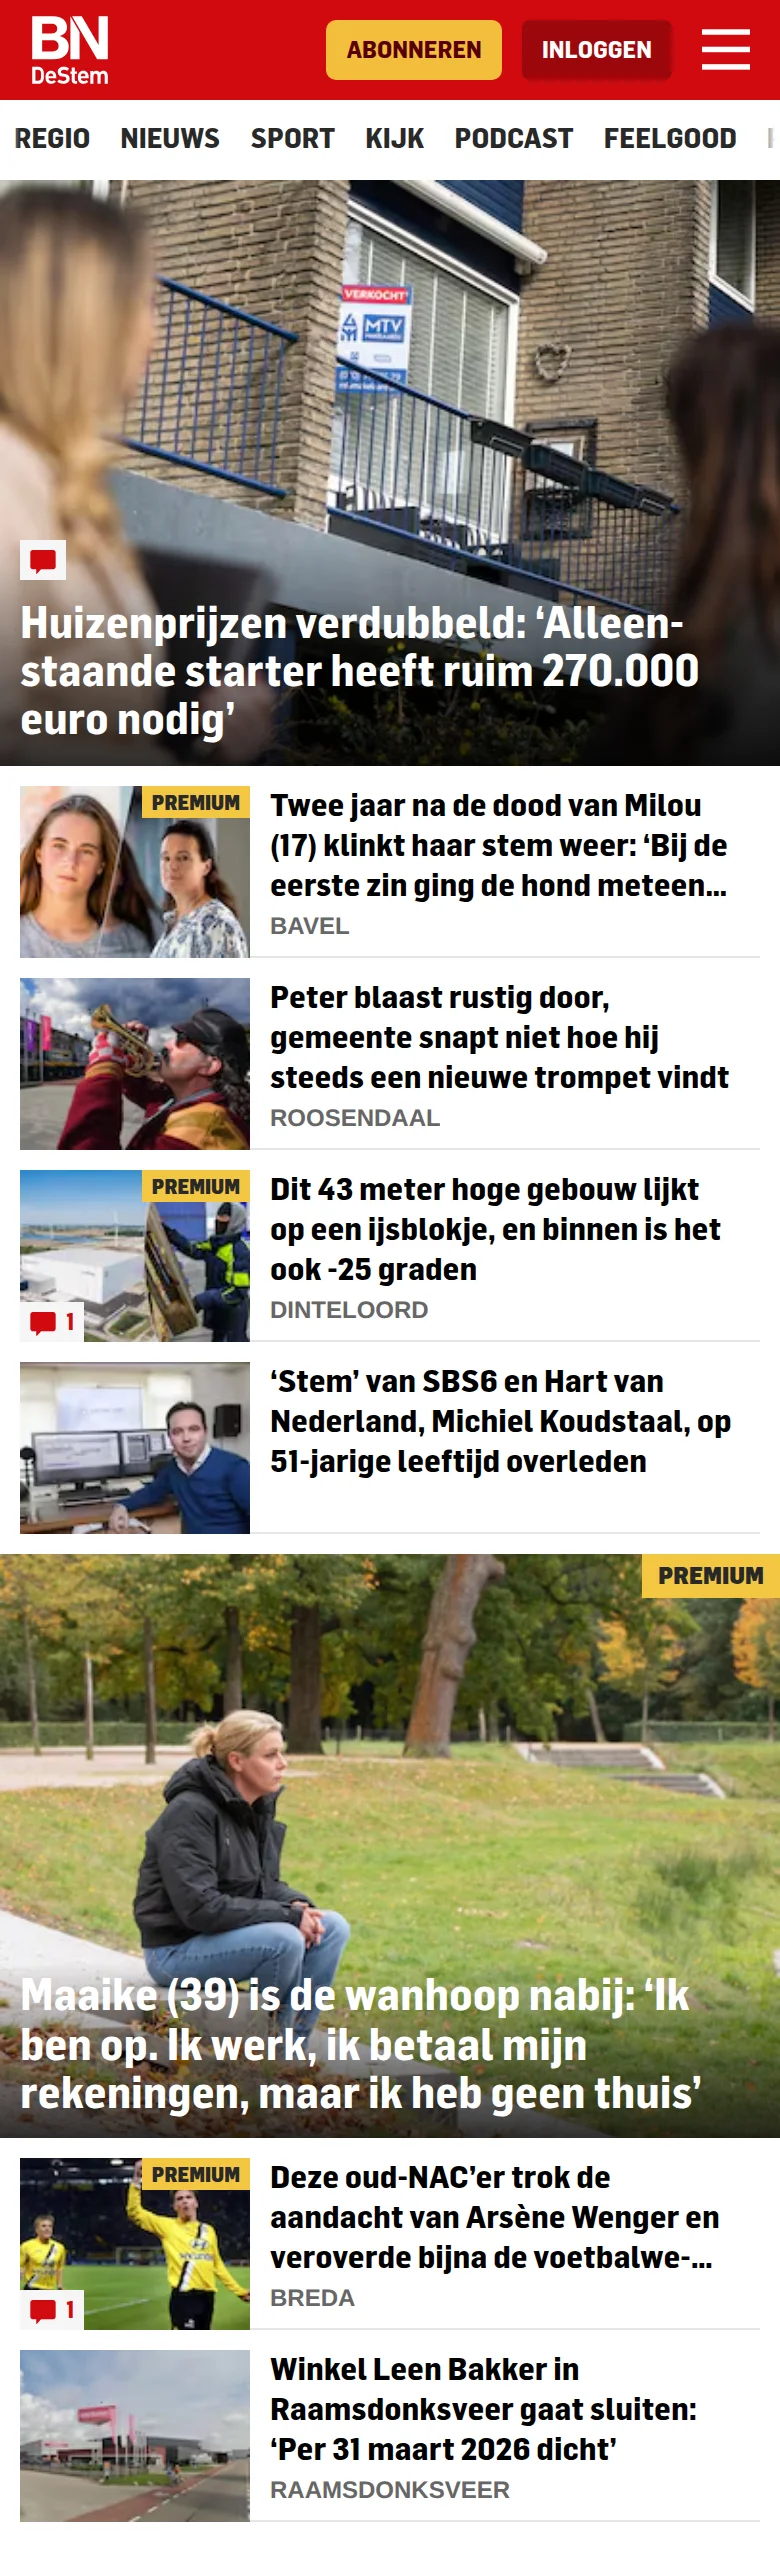 BN
DeStem
ABONNEREN
INLOGGEN
REGIO NIEUWS SPORT KIJK PODCAST FEELGOOD
VERKOCHT
MTV
Huizenprijzen verdubbeld: ‘Alleen-
staande starter heeft ruim 270.000
euro nodig’
PREMIUM
Twee jaar na de dood van Milou
(17) klinkt haar stem weer: ‘Bij de
eerste zin ging de hond meteen...
BAVEL
Peter blaast rustig door,
gemeente snapt niet hoe hij
steeds een nieuwe trompet vindt
ROOSENDAAL
PREMIUM
1
Dit 43 meter hoge gebouw lijkt
op een ijsblokje, en binnen is het
ook -25 graden
DINTELOORD
‘Stem’ van SBS6 en Hart van
Nederland, Michiel Koudstaal, op
51-jarige leeftijd overleden
PREMIUM
Maaike (39) is de wanhoop nabij: ‘Ik
ben op. Ik werk, ik betaal mijn
rekeningen, maar ik heb geen thuis’
PREMIUM
1
Deze oud-NAC’er trok de
aandacht van Arsène Wenger en
veroverde bijna de voetbalwe-...
BREDA
Winkel Leen Bakker in
Raamsdonksveer gaat sluiten:
‘Per 31 maart 2026 dicht’
RAAMSDONKSVEER